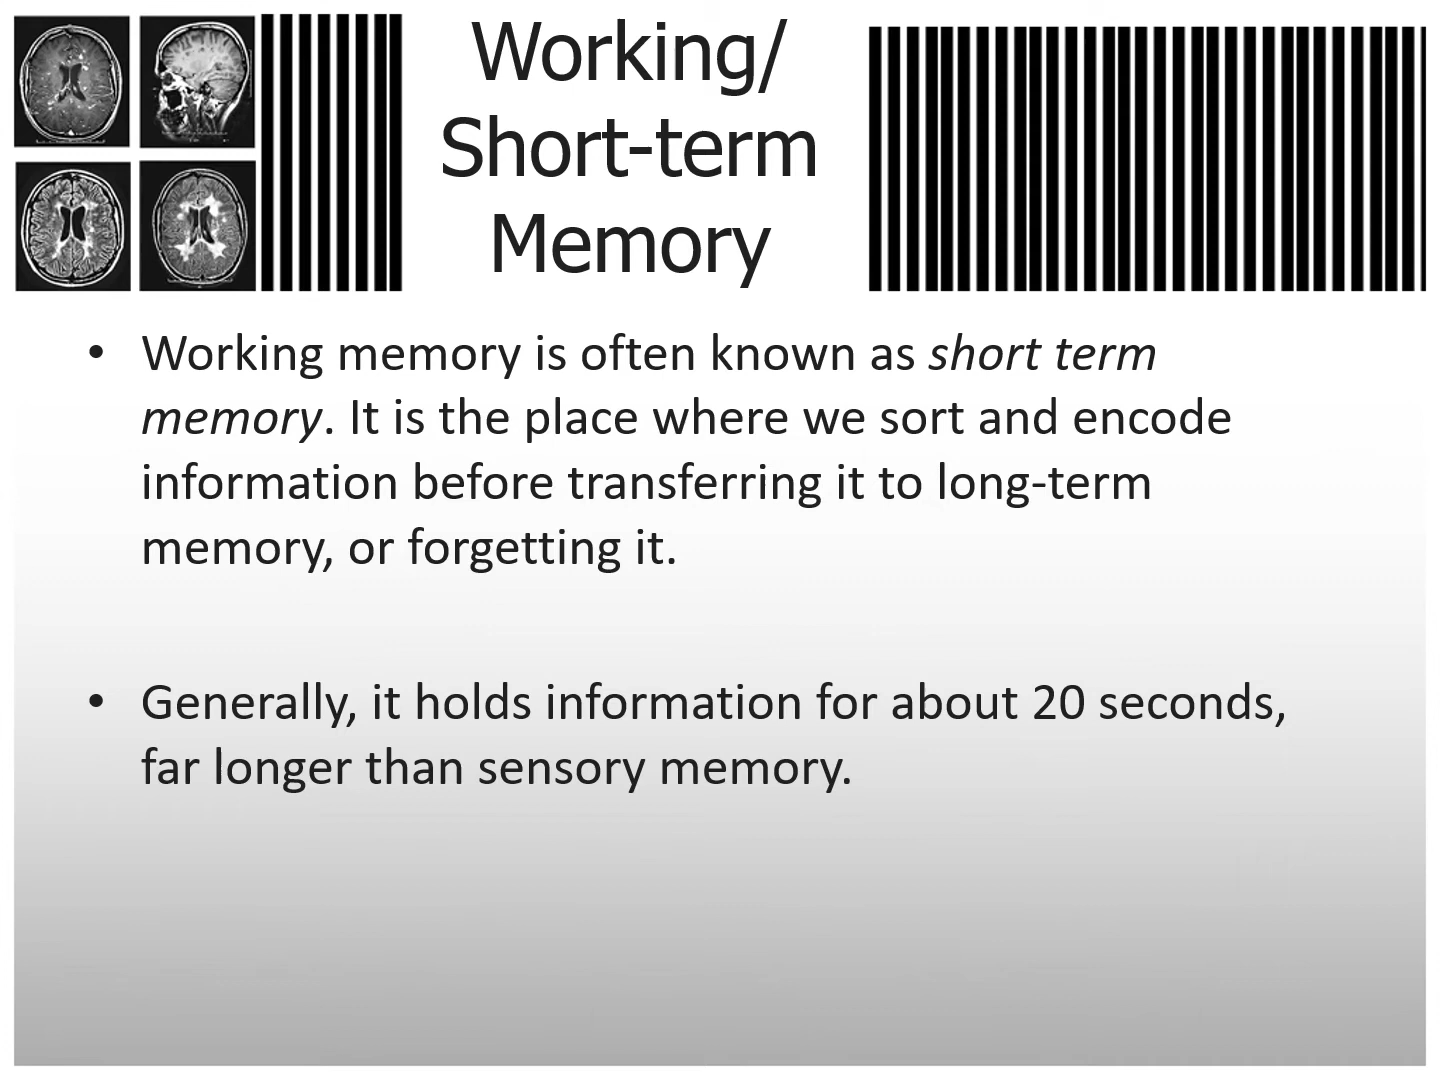 Working/
Short-term
Memory
• Working memory is often known as short term
memory. It is the place where we sort and encode
information before transferring it to long-term
memory, or forgetting it.
• Generally, it holds information for about 20 seconds,
far longer than sensory memory.